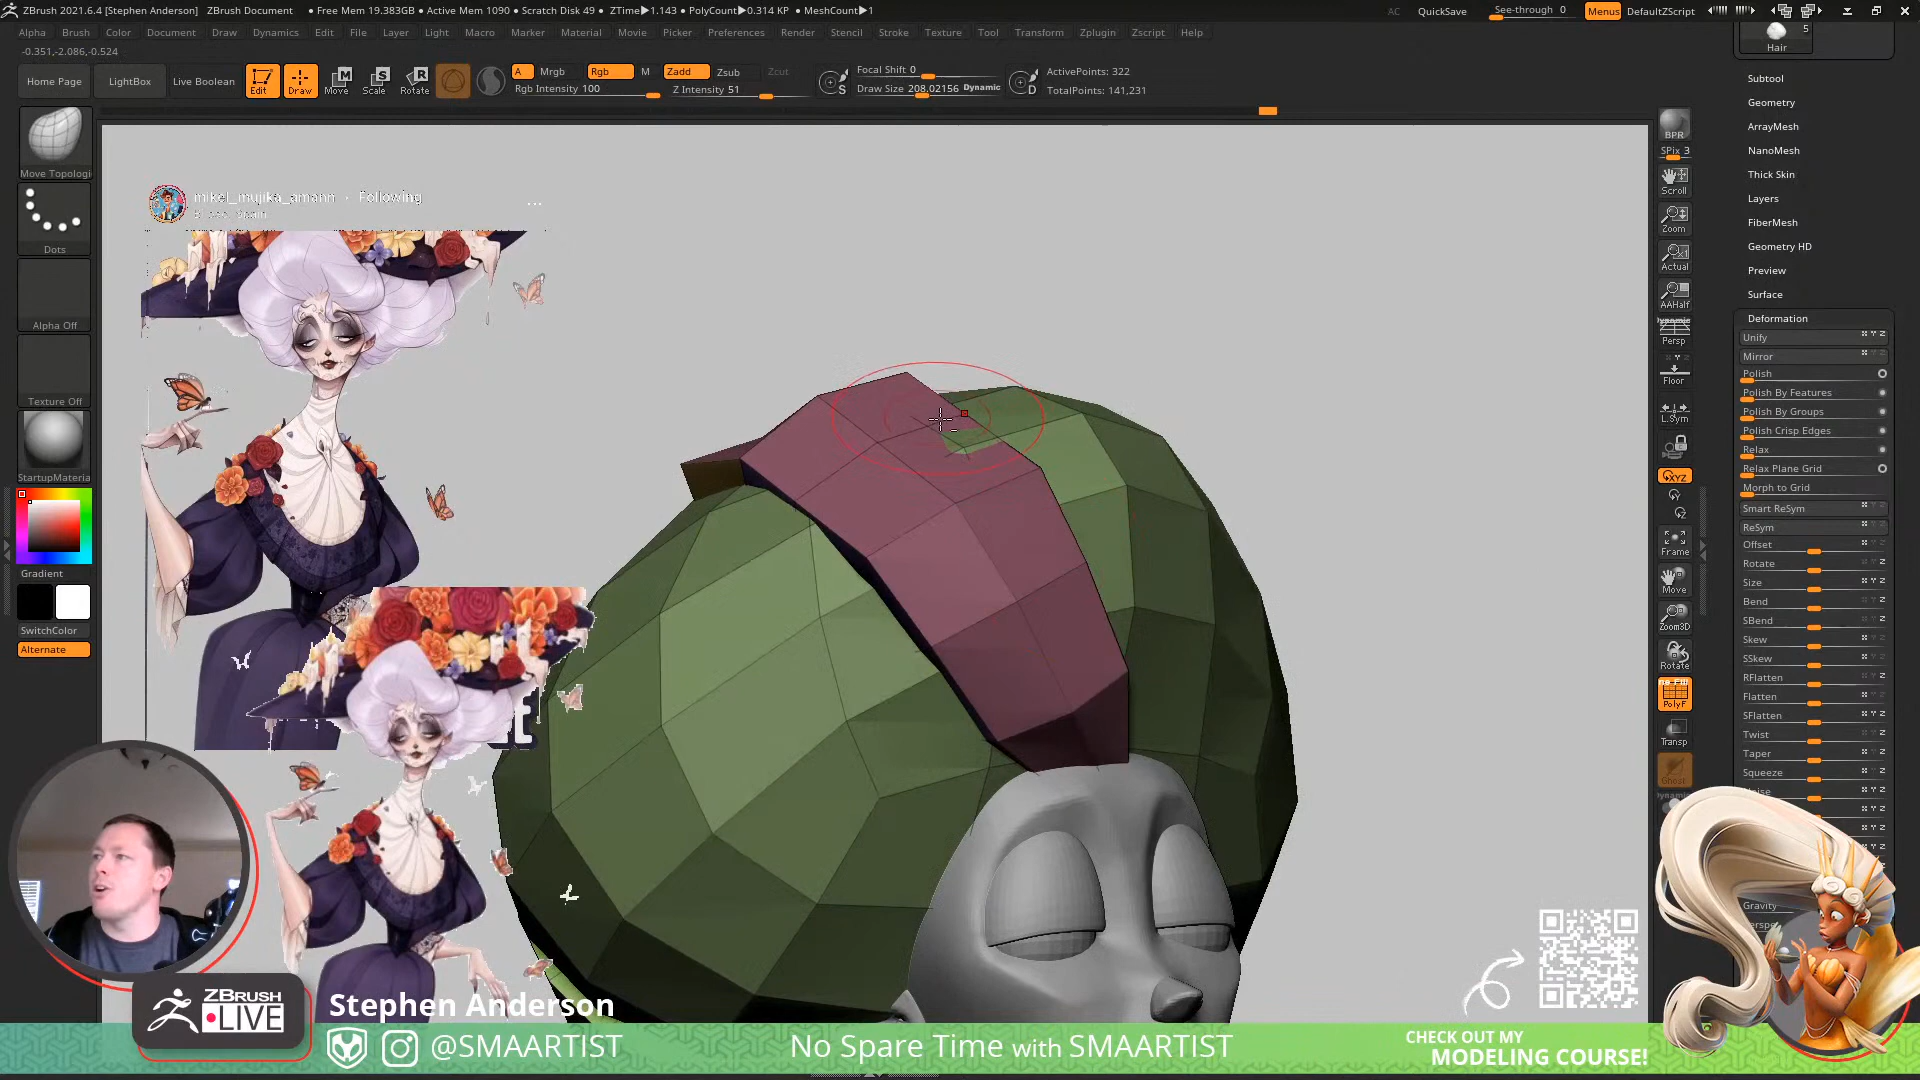 ZBrush 2021.6.4 [Stephen Anderson]   ZBrush Document   • Free Mem 19.383GB • Active Mem 1090 • Scratch Disk 49 • ZTime▶1.143 • PolyCount▶0.314 KP • MeshCount▶1
AC QuickSave See-through 0 Menus DefaultZScript
Alpha Brush Color Document Draw Dynamics Edit File Layer Light Macro Marker Material Movie Picker Preferences Render Stencil Stroke Texture Tool Transform Zplugin Zscript Help
-0.351,-2.086,-0.524
Home Page LightBox Live Boolean Edit Draw Move Scale Rotate
A Mrgb Rgb M Zadd Zsub Zcut
Rgb Intensity 100 Z Intensity 51
Focal Shift 0
Draw Size 208.02156 Dynamic
ActivePoints: 322
TotalPoints: 141,231
Move Topologi
Dots
Alpha Off
Texture Off
StartupMateria
Gradient
SwitchColor
Alternate
mikel_mujika_amann · Following
BPR
SPix 3
Scroll
Zoom
Actual
AAHalf
Persp
Floor
L.Sym
XYZ
Frame
Move
Zoom3D
Rotate
PolyF
Transp
Ghost
Hair
5
Subtool
Geometry
ArrayMesh
NanoMesh
Thick Skin
Layers
FiberMesh
Geometry HD
Preview
Surface
Deformation
Unify
Mirror
Polish
Polish By Features
Polish By Groups
Polish Crisp Edges
Relax
Relax Plane Grid
Morph to Grid
Smart ReSym
ReSym
Offset
Rotate
Size
Bend
SBend
Skew
SSkew
RFlatten
Flatten
SFlatten
Twist
Taper
Squeeze
Noise
Gravity
ZBRUSH
LIVE
Stephen Anderson
@SMAARTIST
No Spare Time with SMAARTIST
CHECK OUT MY
MODELING COURSE!